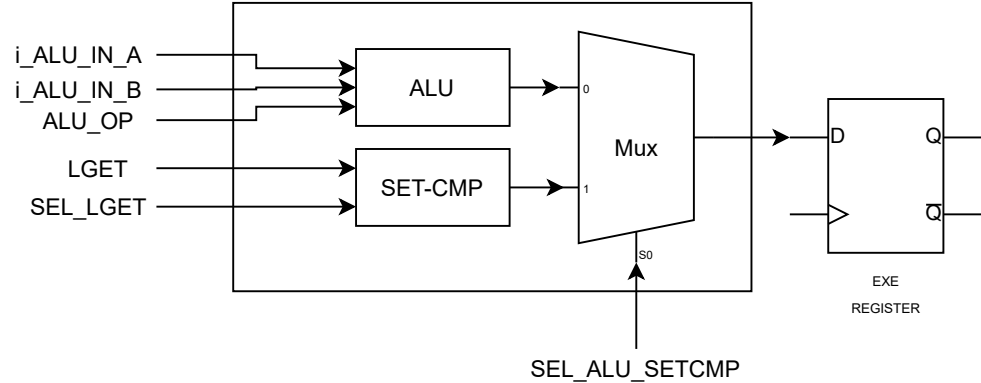 i_ALU_IN_A
i_ALU_IN_B
ALU_OP
LGET
SEL_LGET
ALU
SET-CMP
0
1
Mux
S0
SEL_ALU_SETCMP
D
Q
Q
EXE
REGISTER